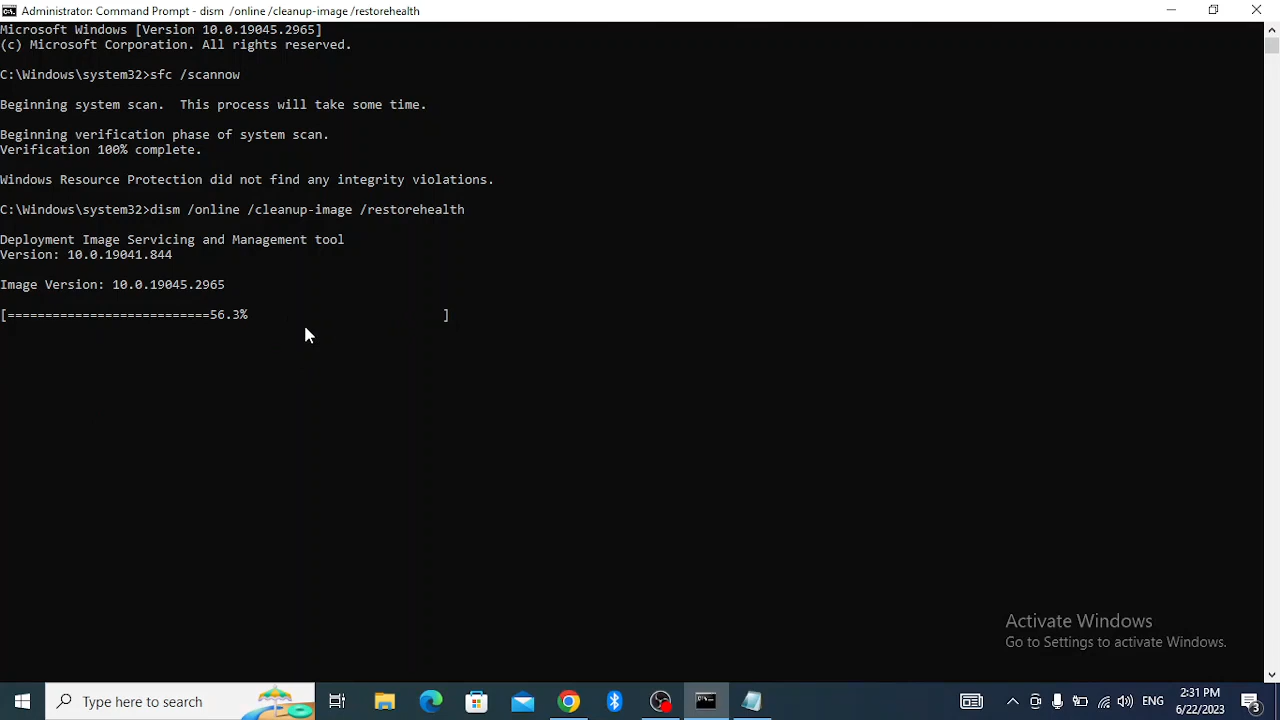 Administrator: Command Prompt - dism  /online /cleanup-image /restorehealth
Microsoft Windows [Version 10.0.19045.2965]
(c) Microsoft Corporation. All rights reserved.
C:\Windows\system32>sfc /scannow
Beginning system scan.  This process will take some time.
Beginning verification phase of system scan.
Verification 100% complete.
Windows Resource Protection did not find any integrity violations.
C:\Windows\system32>dism /online /cleanup-image /restorehealth
Deployment Image Servicing and Management tool
Version: 10.0.19041.844
Image Version: 10.0.19045.2965
[===========================56.3%                          ]
Activate Windows
Go to Settings to activate Windows.
Type here to search
ENG
2:31 PM
6/22/2023
3